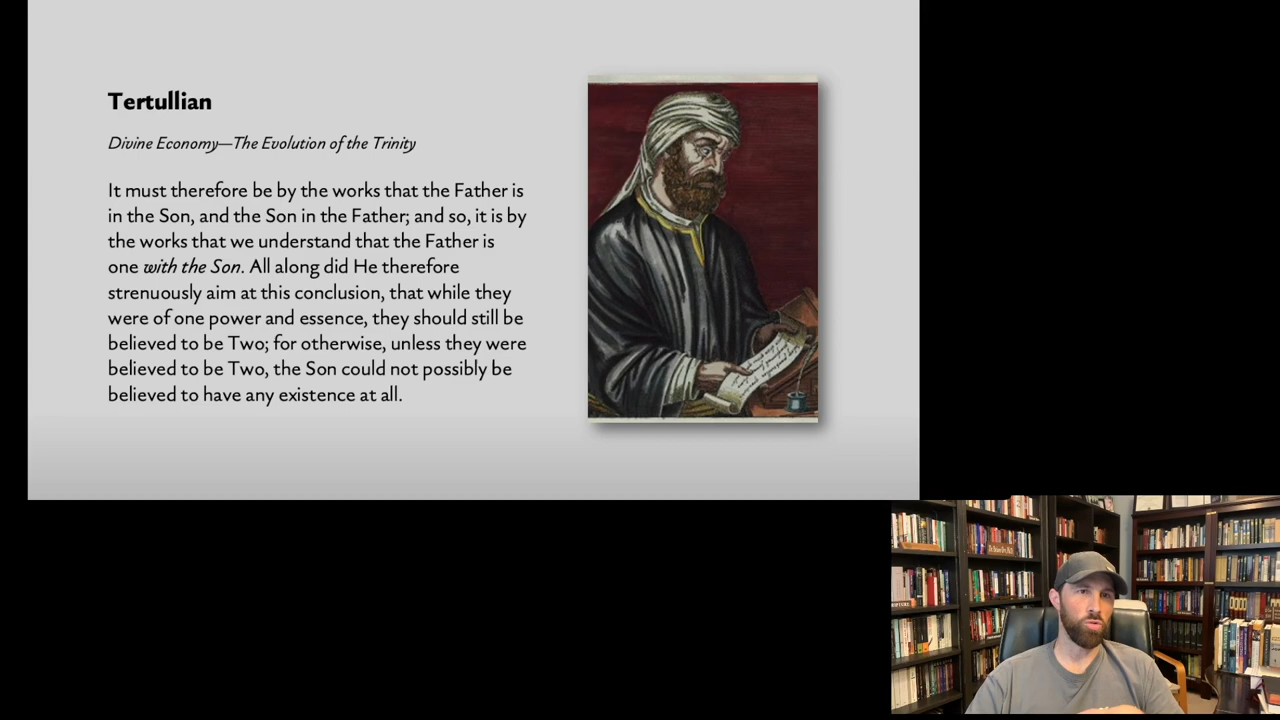 Tertullian
Divine Economy—The Evolution of the Trinity
It must therefore be by the works that the Father is
in the Son, and the Son in the Father; and so, it is by
the works that we understand that the Father is
one with the Son. All along did He therefore
strenuously aim at this conclusion, that while they
were of one power and essence, they should still be
believed to be Two; for otherwise, unless they were
believed to be Two, the Son could not possibly be
believed to have any existence at all.